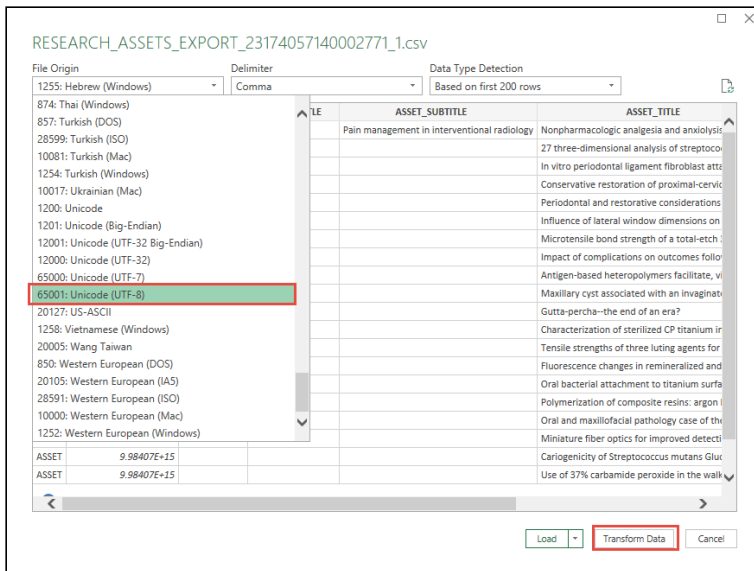 RESEARCH_ASSETS_EXPORT_23174057140002771_1.csv
File Origin Delimiter Data Type Detection
1255: Hebrew (Windows) Comma Based on first 200 rows
874: Thai (Windows)
857: Turkish (DOS)
28599: Turkish (ISO)
10081: Turkish (Mac)
1254: Turkish (Windows)
10017: Ukrainian (Mac)
1200: Unicode
1201: Unicode (Big-Endian)
12001: Unicode (UTF-32 Big-Endian)
12000: Unicode (UTF-32)
65000: Unicode (UTF-7)
65001: Unicode (UTF-8)
20127: US-ASCII
1258: Vietnamese (Windows)
20005: Wang Taiwan
850: Western European (DOS)
20105: Western European (IA5)
28591: Western European (ISO)
10000: Western European (Mac)
1252: Western European (Windows)
ASSET_SUBTITLE ASSET_TITLE
Pain management in interventional radiology Nonpharmacologic analgesia and anxiolysis
27 three-dimensional analysis of streptoco
In vitro periodontal ligament fibroblast atta
Conservative restoration of proximal-cervic
Periodontal and restorative considerations
Influence of lateral window dimensions on
Microtensile bond strength of a total-etch
Impact of complications on outcomes follo
Antigen-based heteropolymers facilitate, vi
Maxillary cyst associated with an invaginat
Gutta-percha--the end of an era?
Characterization of sterilized CP titanium ir
Tensile strengths of three luting agents for
Fluorescence changes in remineralized and
Oral bacterial attachment to titanium surfa
Polymerization of composite resins: argon
Oral and maxillofacial pathology case of the
Miniature fiber optics for improved detecti
ASSET 9.98407E+15 Cariogenicity of Streptococcus mutans Gluc
ASSET 9.98407E+15 Use of 37% carbamide peroxide in the walk
Load Transform Data Cancel